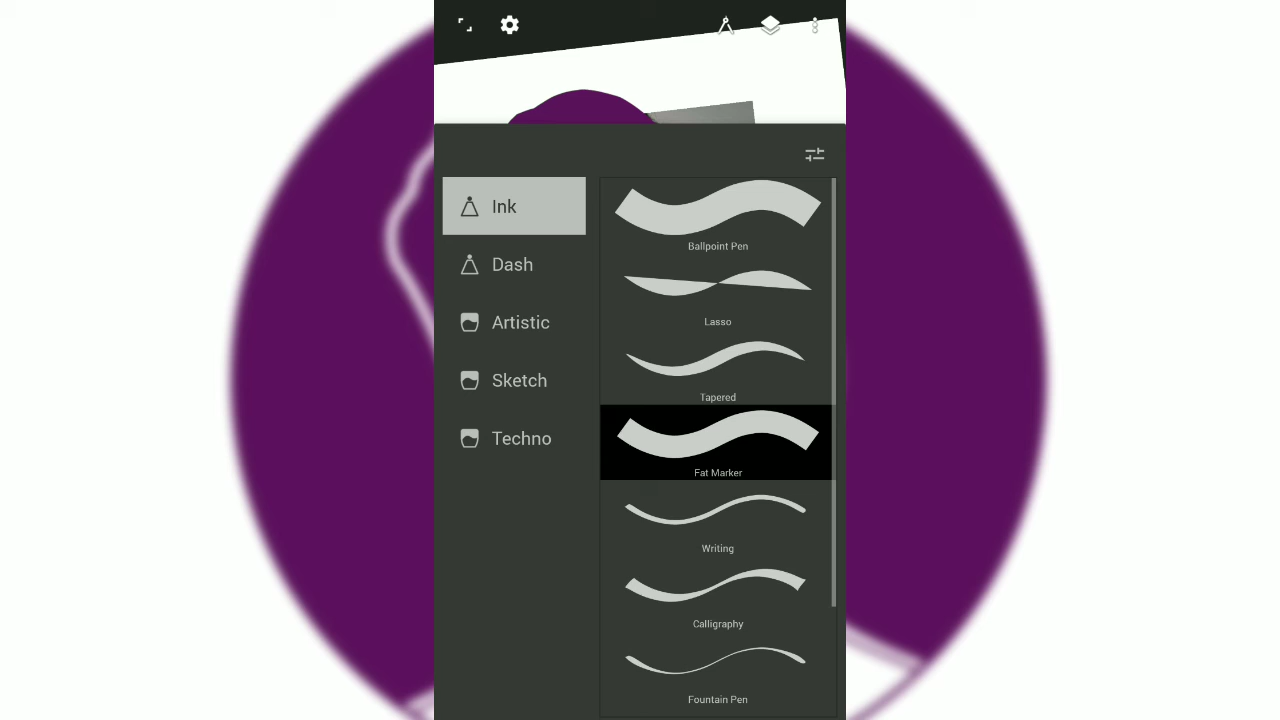 Ink
Dash
Artistic
Sketch
Techno
Ballpoint Pen
Lasso
Tapered
Fat Marker
Writing
Calligraphy
Fountain Pen